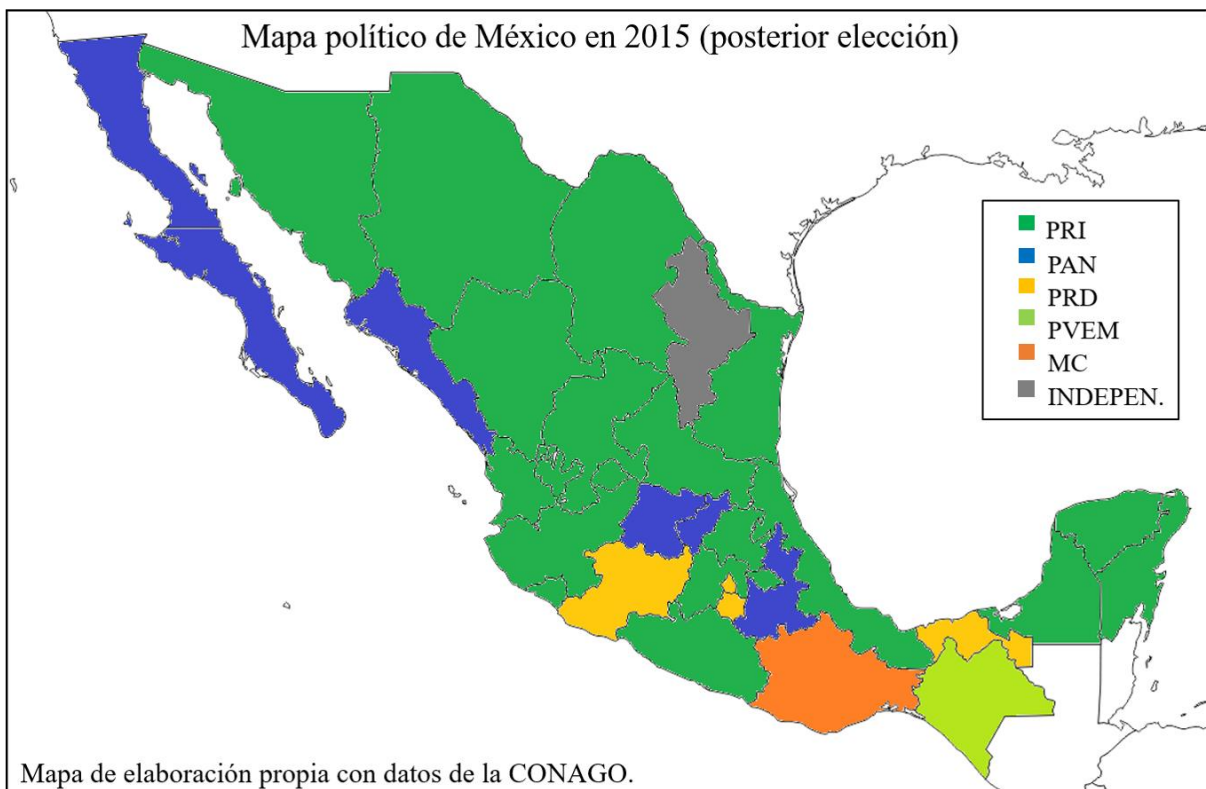 Mapa político de México en 2015 (posterior elección)
PRI
PAN
PRD
PVEM
MC
INDEPEN.
Mapa de elaboración propia con datos de la CONAGO.